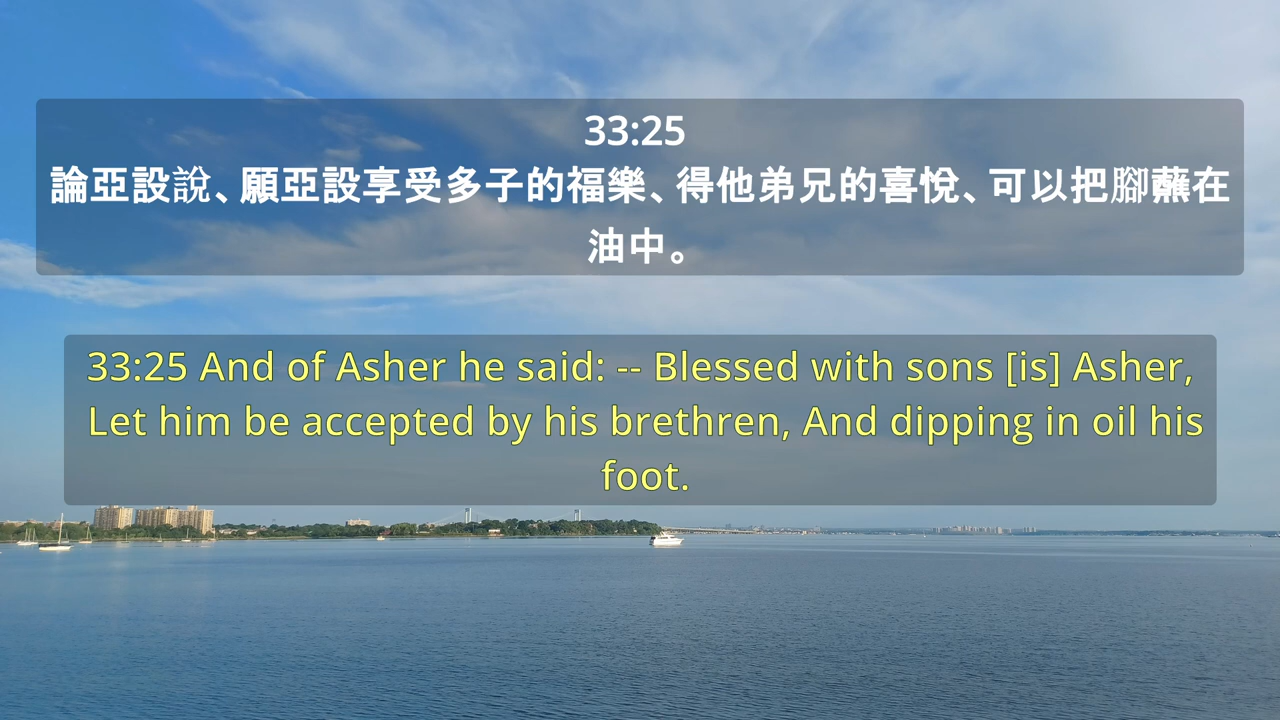 33:25
論亞設說、願亞設享受多子的福樂、得他弟兄的喜悅、可以把腳蘸在
油中。
33:25 And of Asher he said: -- Blessed with sons [is] Asher,
Let him be accepted by his brethren, And dipping in oil his
foot.